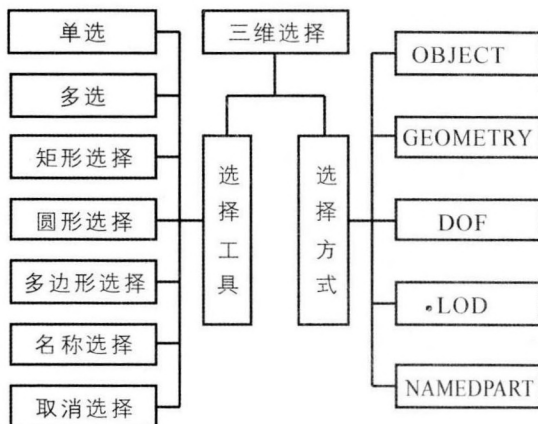 三维选择
选择工具
单选
多选
矩形选择
圆形选择
多边形选择
名称选择
取消选择
选择方式
OBJECT
GEOMETRY
DOF
LOD
NAMEDPART